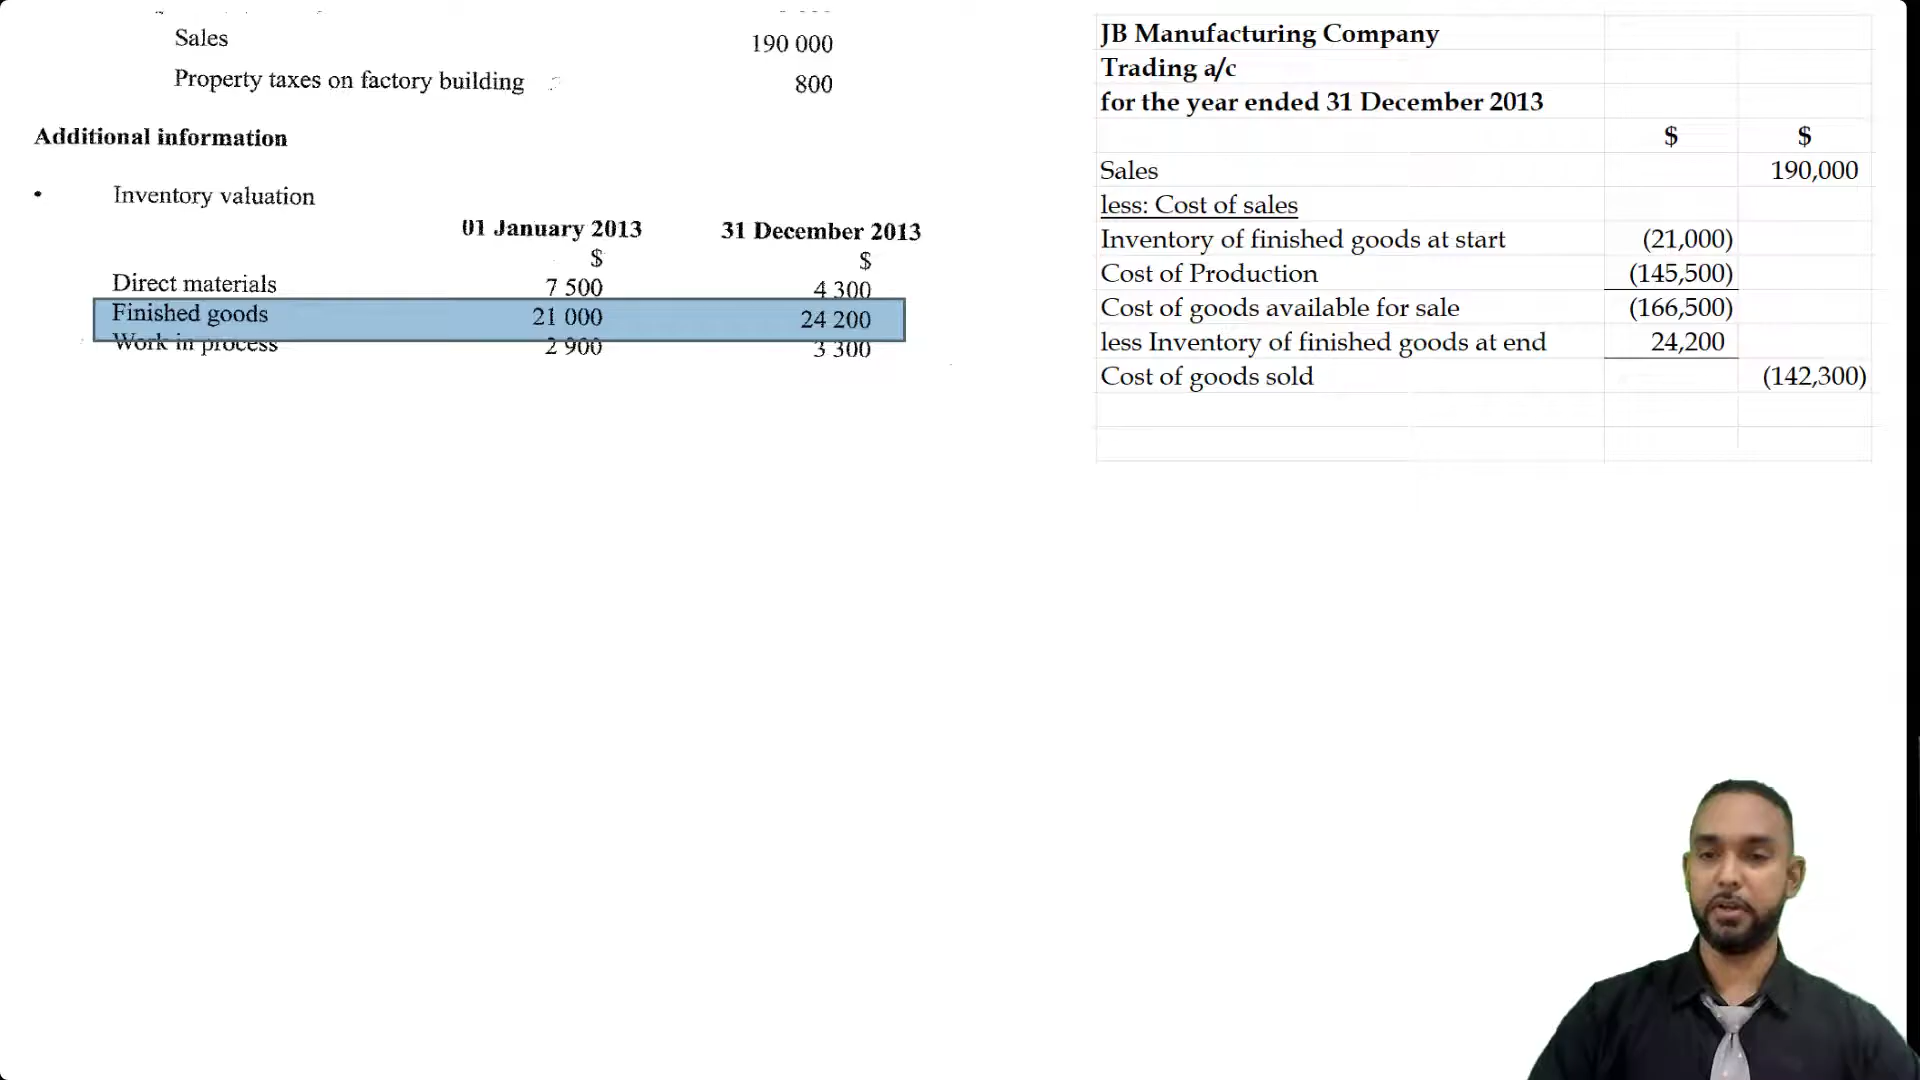 Sales 190 000
Property taxes on factory building 800
Additional information
• Inventory valuation
01 January 2013 31 December 2013
$ $
Direct materials 7 500 4 300
Finished goods 21 000 24 200
Work in process 2 900 3 300
JB Manufacturing Company
Trading a/c
for the year ended 31 December 2013
$ $
Sales 190,000
less: Cost of sales
Inventory of finished goods at start (21,000)
Cost of Production (145,500)
Cost of goods available for sale (166,500)
less Inventory of finished goods at end 24,200
Cost of goods sold (142,300)